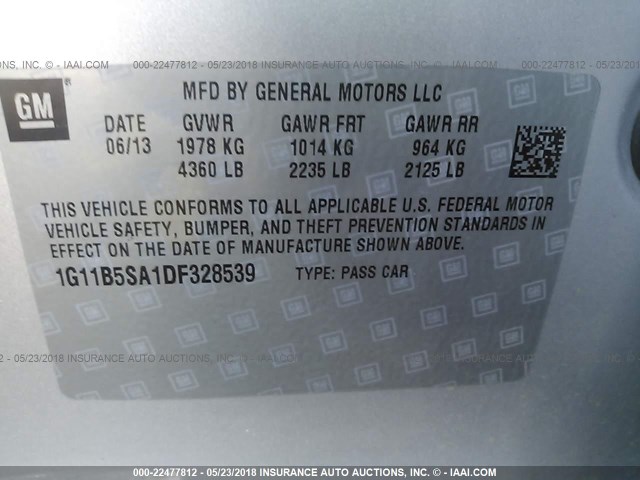 000-22477812 - 05/23/2018 INSURANCE AUTO AUCTIONS, INC. © - IAAI.COM
GM
®
MFD BY GENERAL MOTORS LLC
DATE GVWR GAWR FRT GAWR RR
06/13 1978 KG 1014 KG 964 KG
4360 LB 2235 LB 2125 LB
THIS VEHICLE CONFORMS TO ALL APPLICABLE U.S. FEDERAL MOTOR
VEHICLE SAFETY, BUMPER, AND THEFT PREVENTION STANDARDS IN
EFFECT ON THE DATE OF MANUFACTURE SHOWN ABOVE.
1G11B5SA1DF328539 TYPE: PASS CAR
000-22477812 - 05/23/2018 INSURANCE AUTO AUCTIONS, INC. © - IAAI.COM
000-22477812 - 05/23/2018 INSURANCE AUTO AUCTIONS, INC. © - IAAI.COM